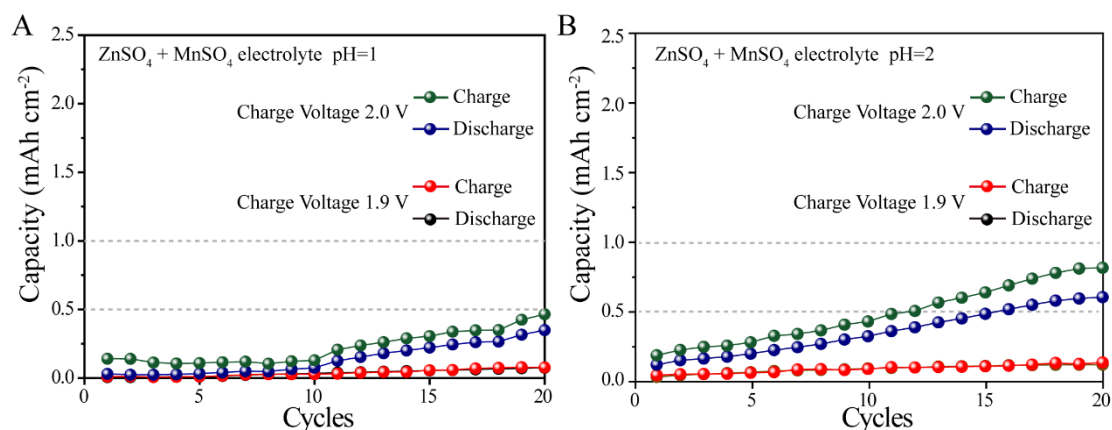 A
Capacity (mAh cm⁻²)
2.5
2.0
1.5
1.0
0.5
0.0
ZnSO₄ + MnSO₄ electrolyte pH=1
Charge Voltage 2.0 V
Charge
Discharge
Charge Voltage 1.9 V
Charge
Discharge
0 5 10 15 20
Cycles
B
Capacity (mAh cm⁻²)
2.5
2.0
1.5
1.0
0.5
0.0
ZnSO₄ + MnSO₄ electrolyte pH=2
Charge Voltage 2.0 V
Charge
Discharge
Charge Voltage 1.9 V
Charge
Discharge
0 5 10 15 20
Cycles